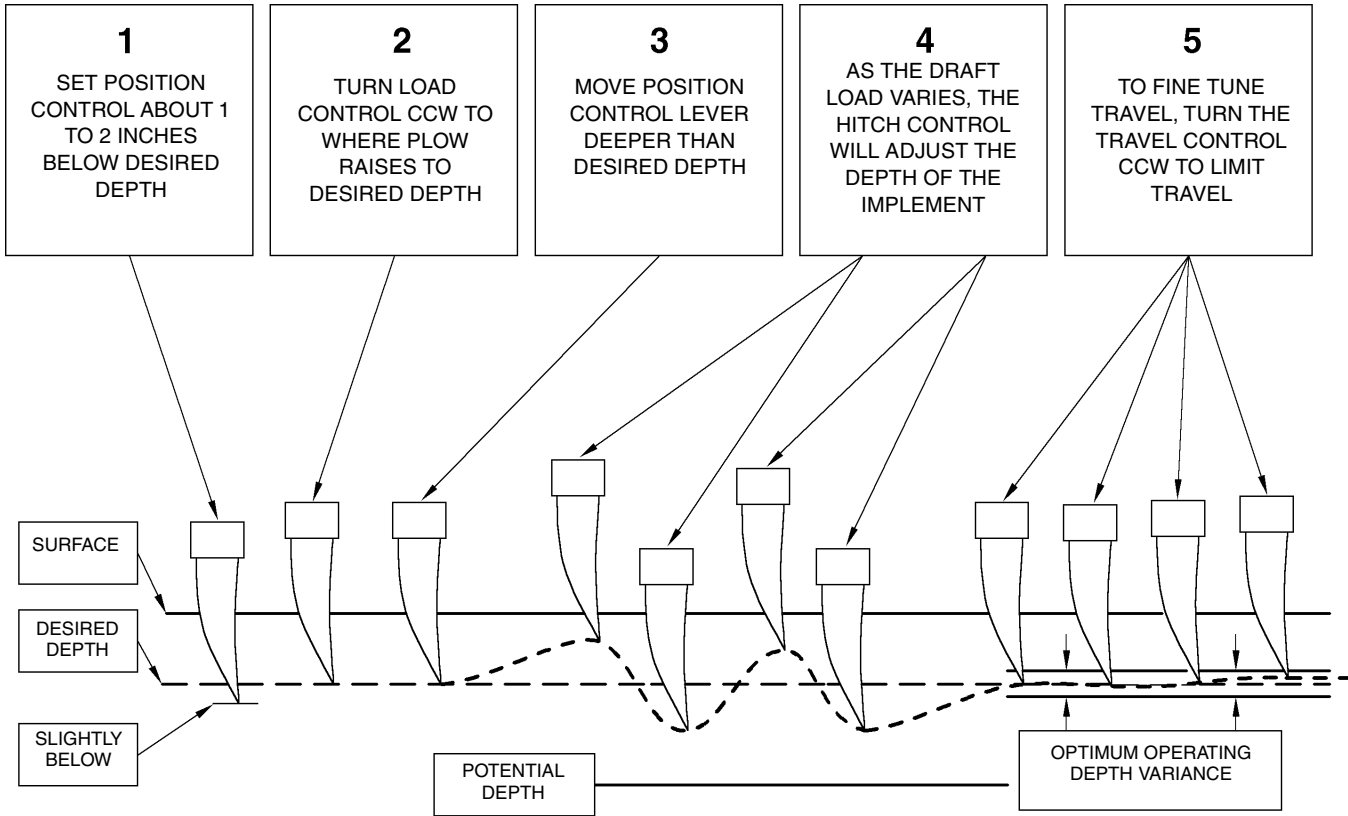 1
SET POSITION
CONTROL ABOUT 1
TO 2 INCHES
BELOW DESIRED
DEPTH
2
TURN LOAD
CONTROL CCW TO
WHERE PLOW
RAISES TO
DESIRED DEPTH
3
MOVE POSITION
CONTROL LEVER
DEEPER THAN
DESIRED DEPTH
4
AS THE DRAFT
LOAD VARIES, THE
HITCH CONTROL
WILL ADJUST THE
DEPTH OF THE
IMPLEMENT
5
TO FINE TUNE
TRAVEL, TURN THE
TRAVEL CONTROL
CCW TO LIMIT
TRAVEL
SURFACE
DESIRED
DEPTH
SLIGHTLY
BELOW
POTENTIAL
DEPTH
OPTIMUM OPERATING
DEPTH VARIANCE